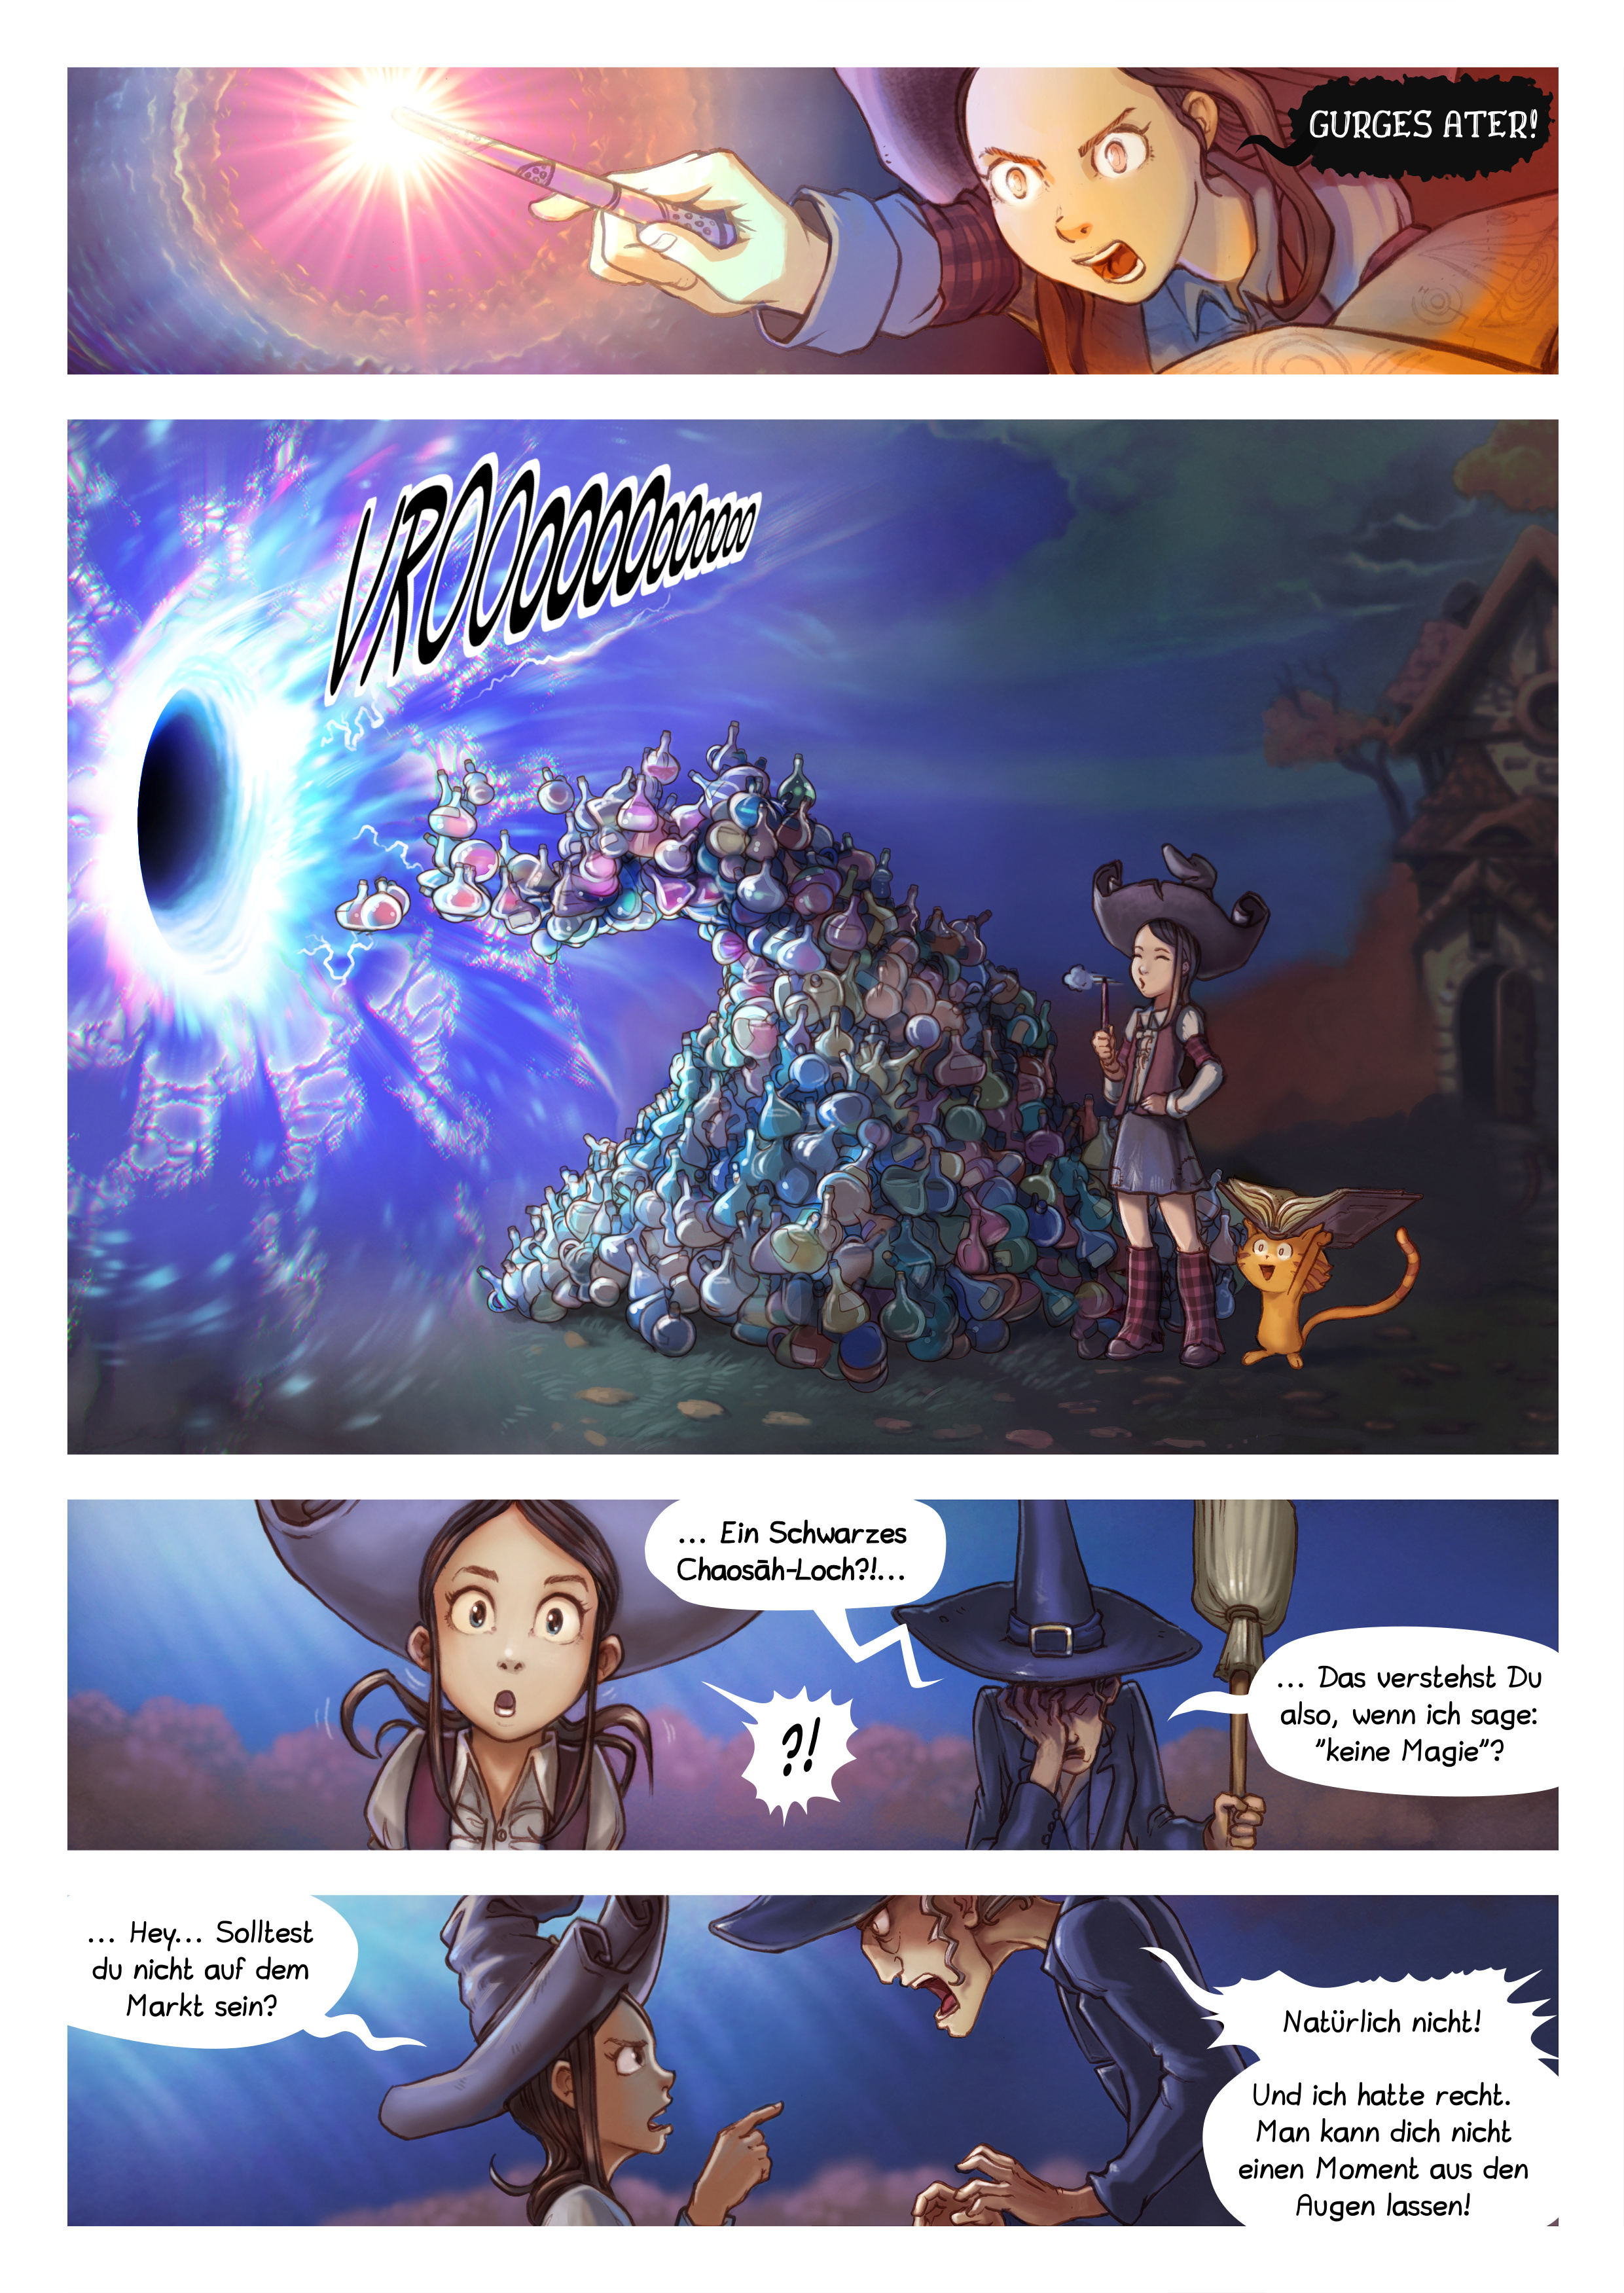 GURGES ATER!
VROOooooooooooooo
... Ein Schwarzes
Chaosāh-Loch?!...
?!
... Das verstehst Du
also, wenn ich sage:
"keine Magie"?
... Hey... Solltest
du nicht auf dem
Markt sein?
Natürlich nicht!
Und ich hatte recht.
Man kann dich nicht
einen Moment aus den
Augen lassen!